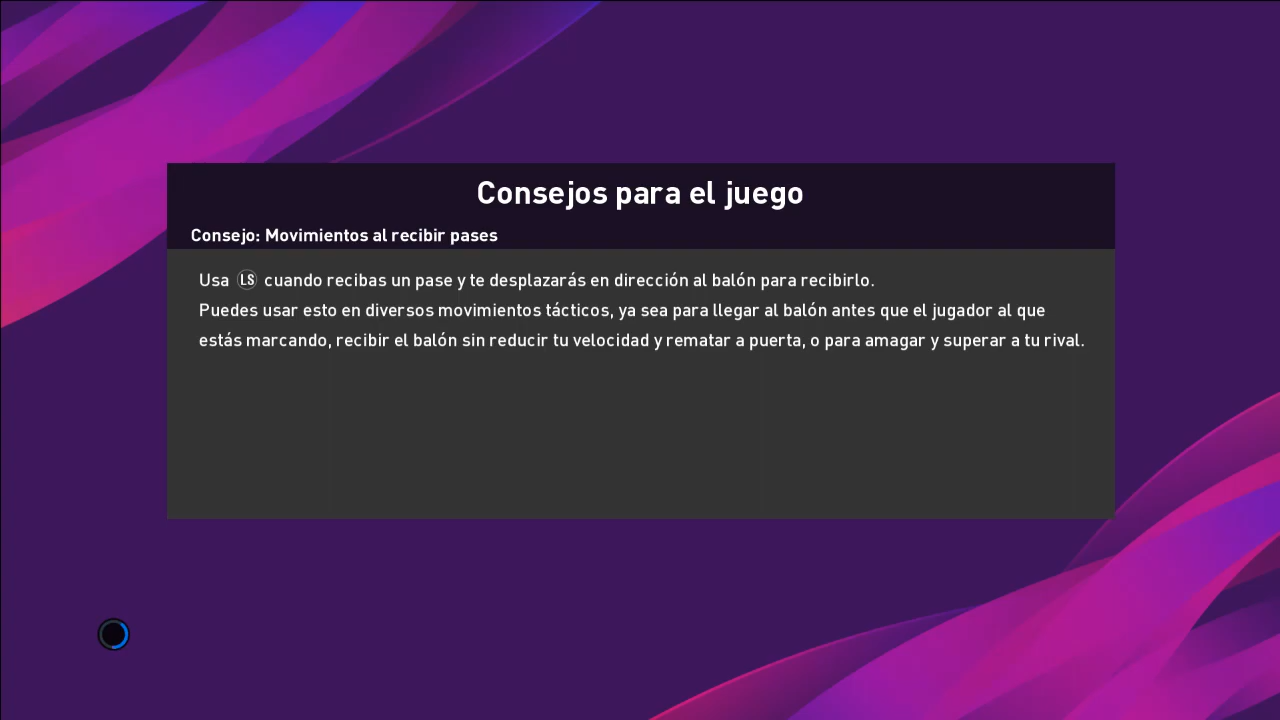 Consejos para el juego
Consejo: Movimientos al recibir pases
Usa LS cuando recibas un pase y te desplazarás en dirección al balón para recibirlo.
Puedes usar esto en diversos movimientos tácticos, ya sea para llegar al balón antes que el jugador al que
estás marcando, recibir el balón sin reducir tu velocidad y rematar a puerta, o para amagar y superar a tu rival.